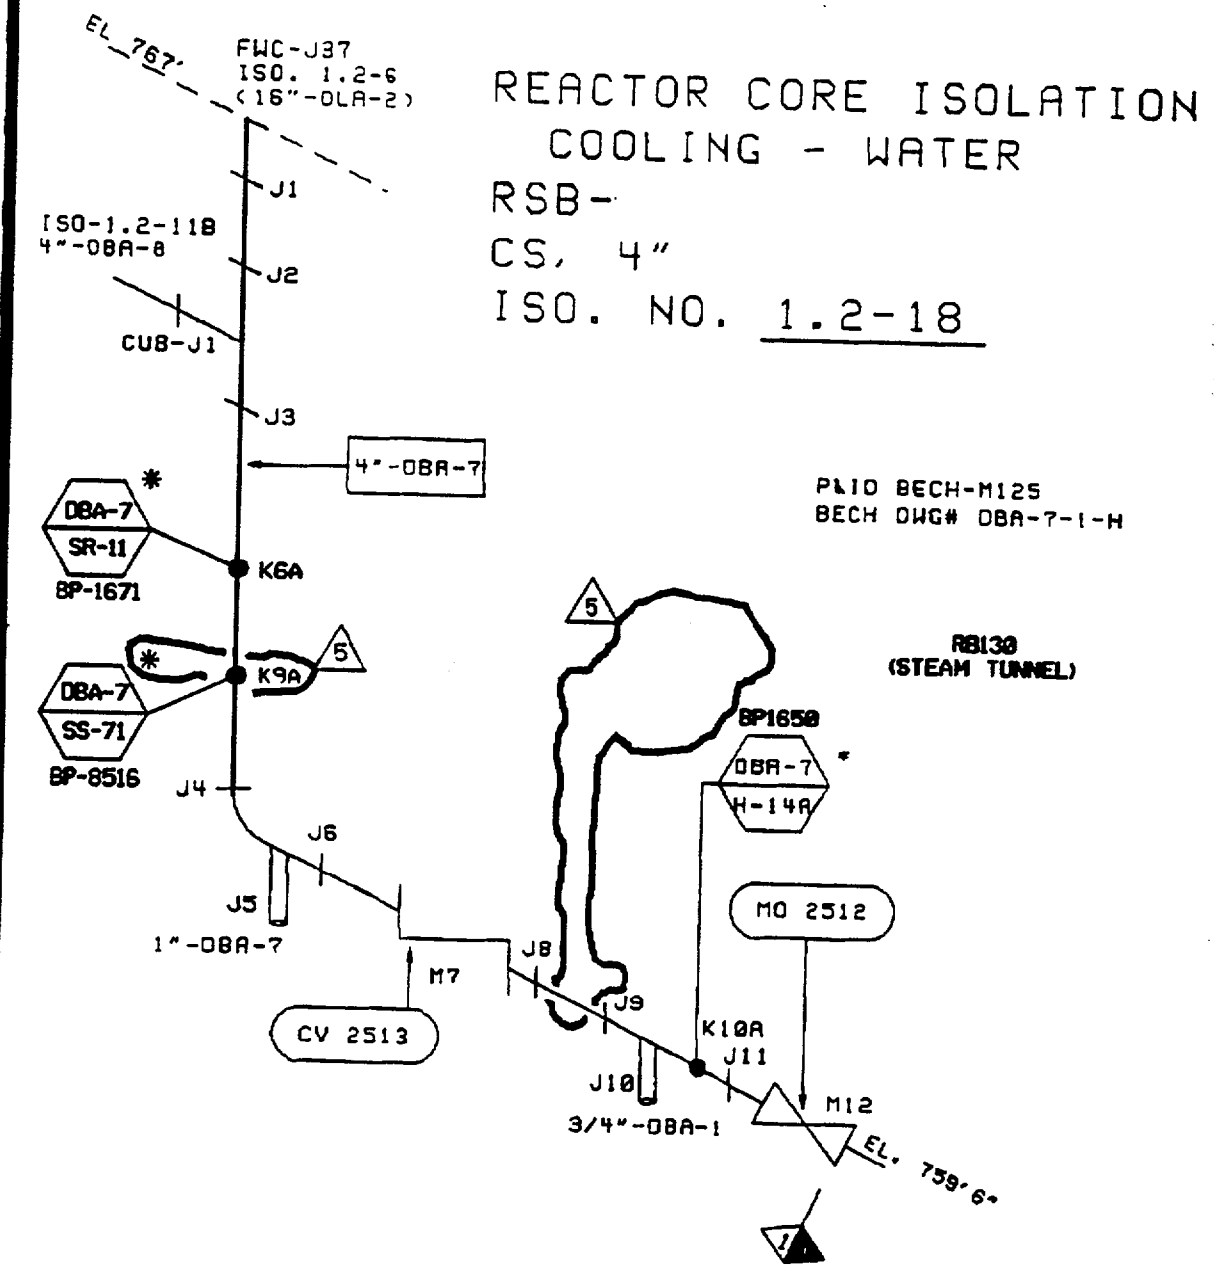 EL 767'
FWC-J37
ISO. 1.2-6
(16"-DLA-2)
REACTOR CORE ISOLATION
COOLING - WATER
RSB-
CS, 4"
ISO. NO. 1.2-18
J1
ISO-1.2-11B
4"-DBA-8
J2
CUB-J1
J3
4"-DBA-7
P&ID BECH-M125
BECH DWG# DBA-7-1-H
*
DBA-7
SR-11
BP-1671
K6A
5
5
RB130
(STEAM TUNNEL)
*
K9A
DBA-7
SS-71
BP-8516
BP1650
DBA-7
*
H-14A
J4
J6
J5
1"-DBA-7
MO 2512
M7
J8
CV 2513
J9
K10A
J11
J10
3/4"-DBA-1
M12
EL. 759'6"
1